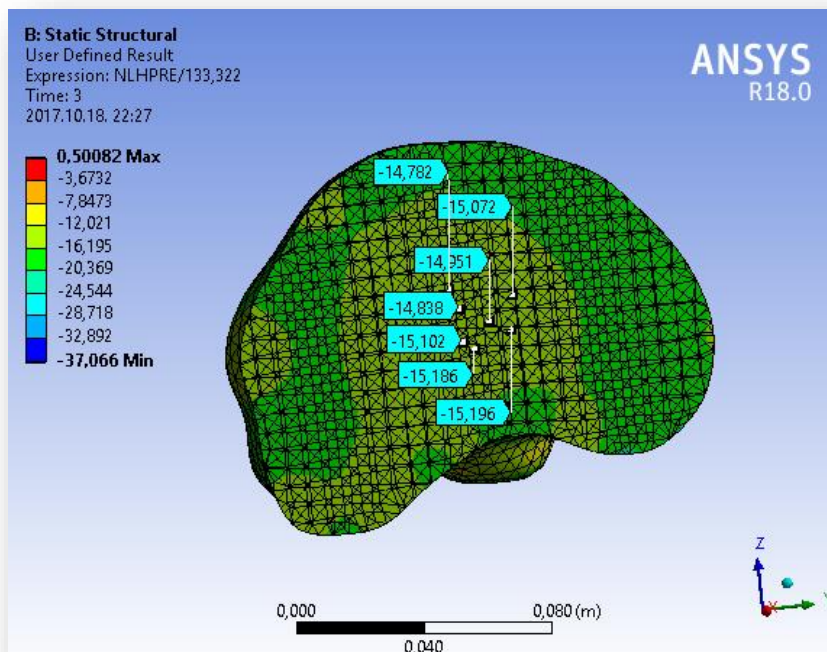 B: Static Structural
User Defined Result
Expression: NLHPRE/133,322
Time: 3
2017.10.18. 22:27
ANSYS
R18.0
0,50082 Max
-3,6732
-7,8473
-12,021
-16,195
-20,369
-24,544
-28,718
-32,892
-37,066 Min
-14,782
-15,072
-14,951
-14,838
-15,102
-15,186
-15,196
Z
X
Y
0,000
0,080 (m)
0,040